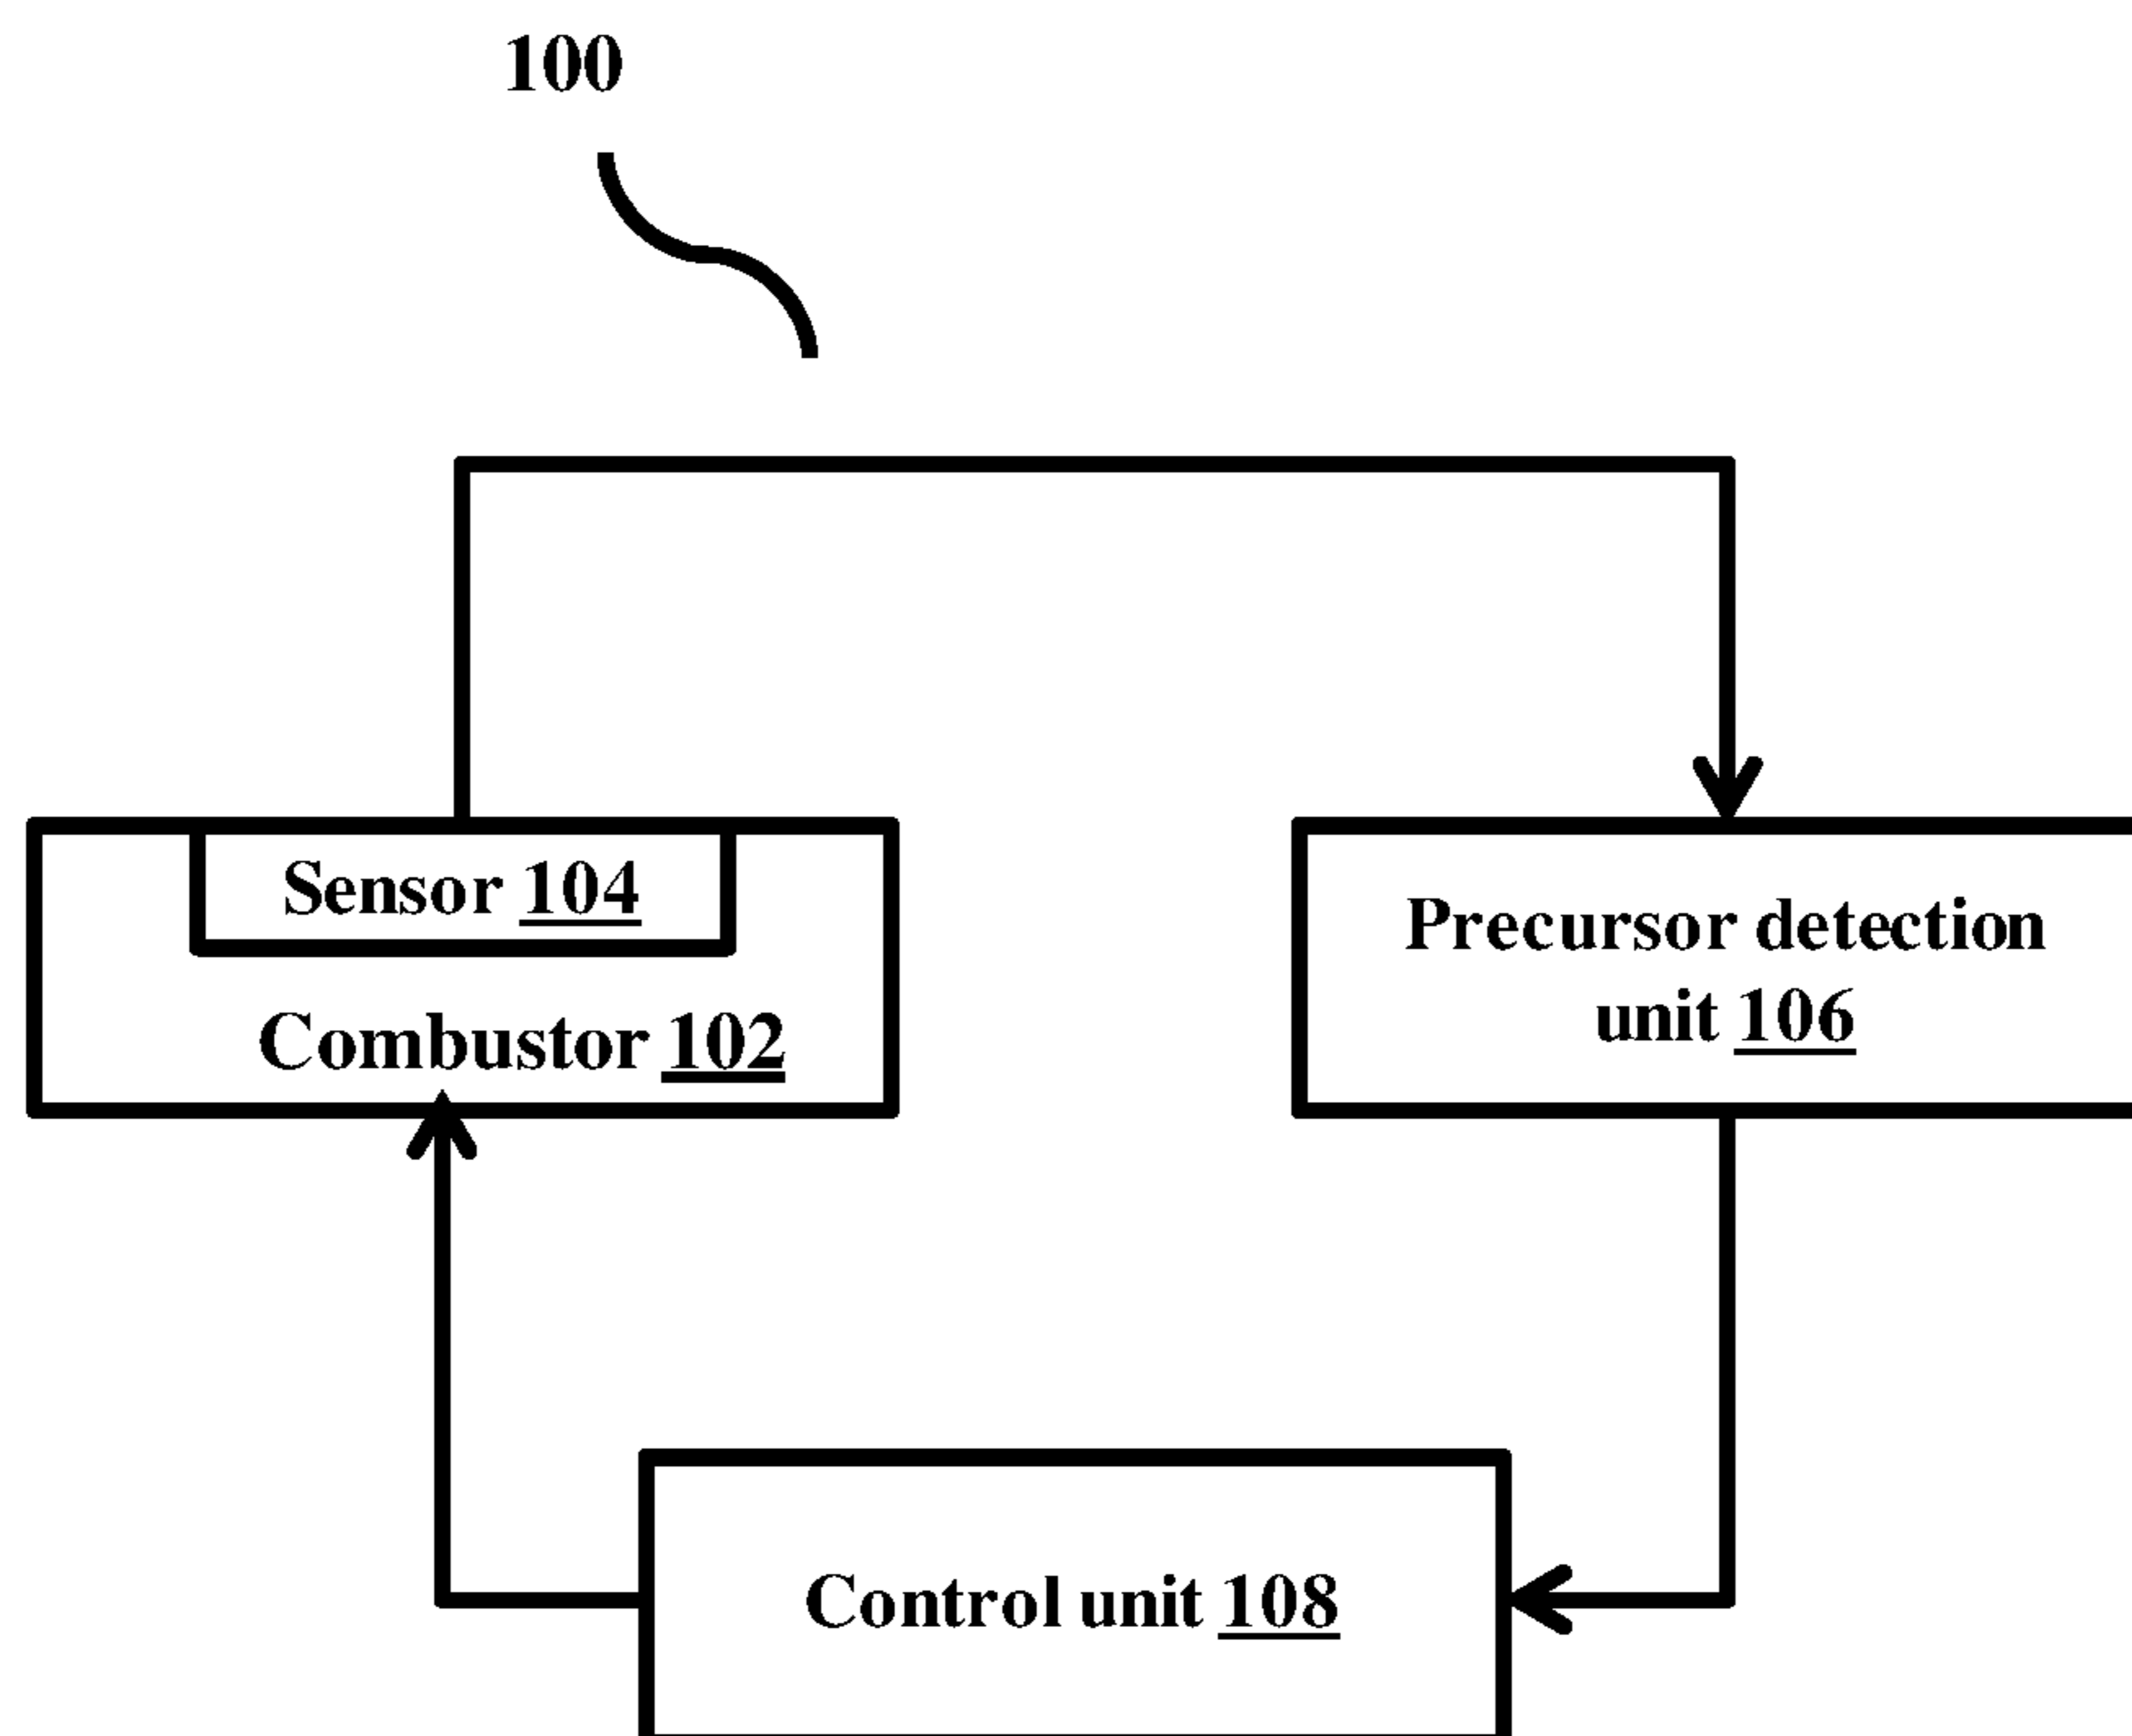 100
Sensor 104
Combustor 102
Precursor detection
unit 106
Control unit 108